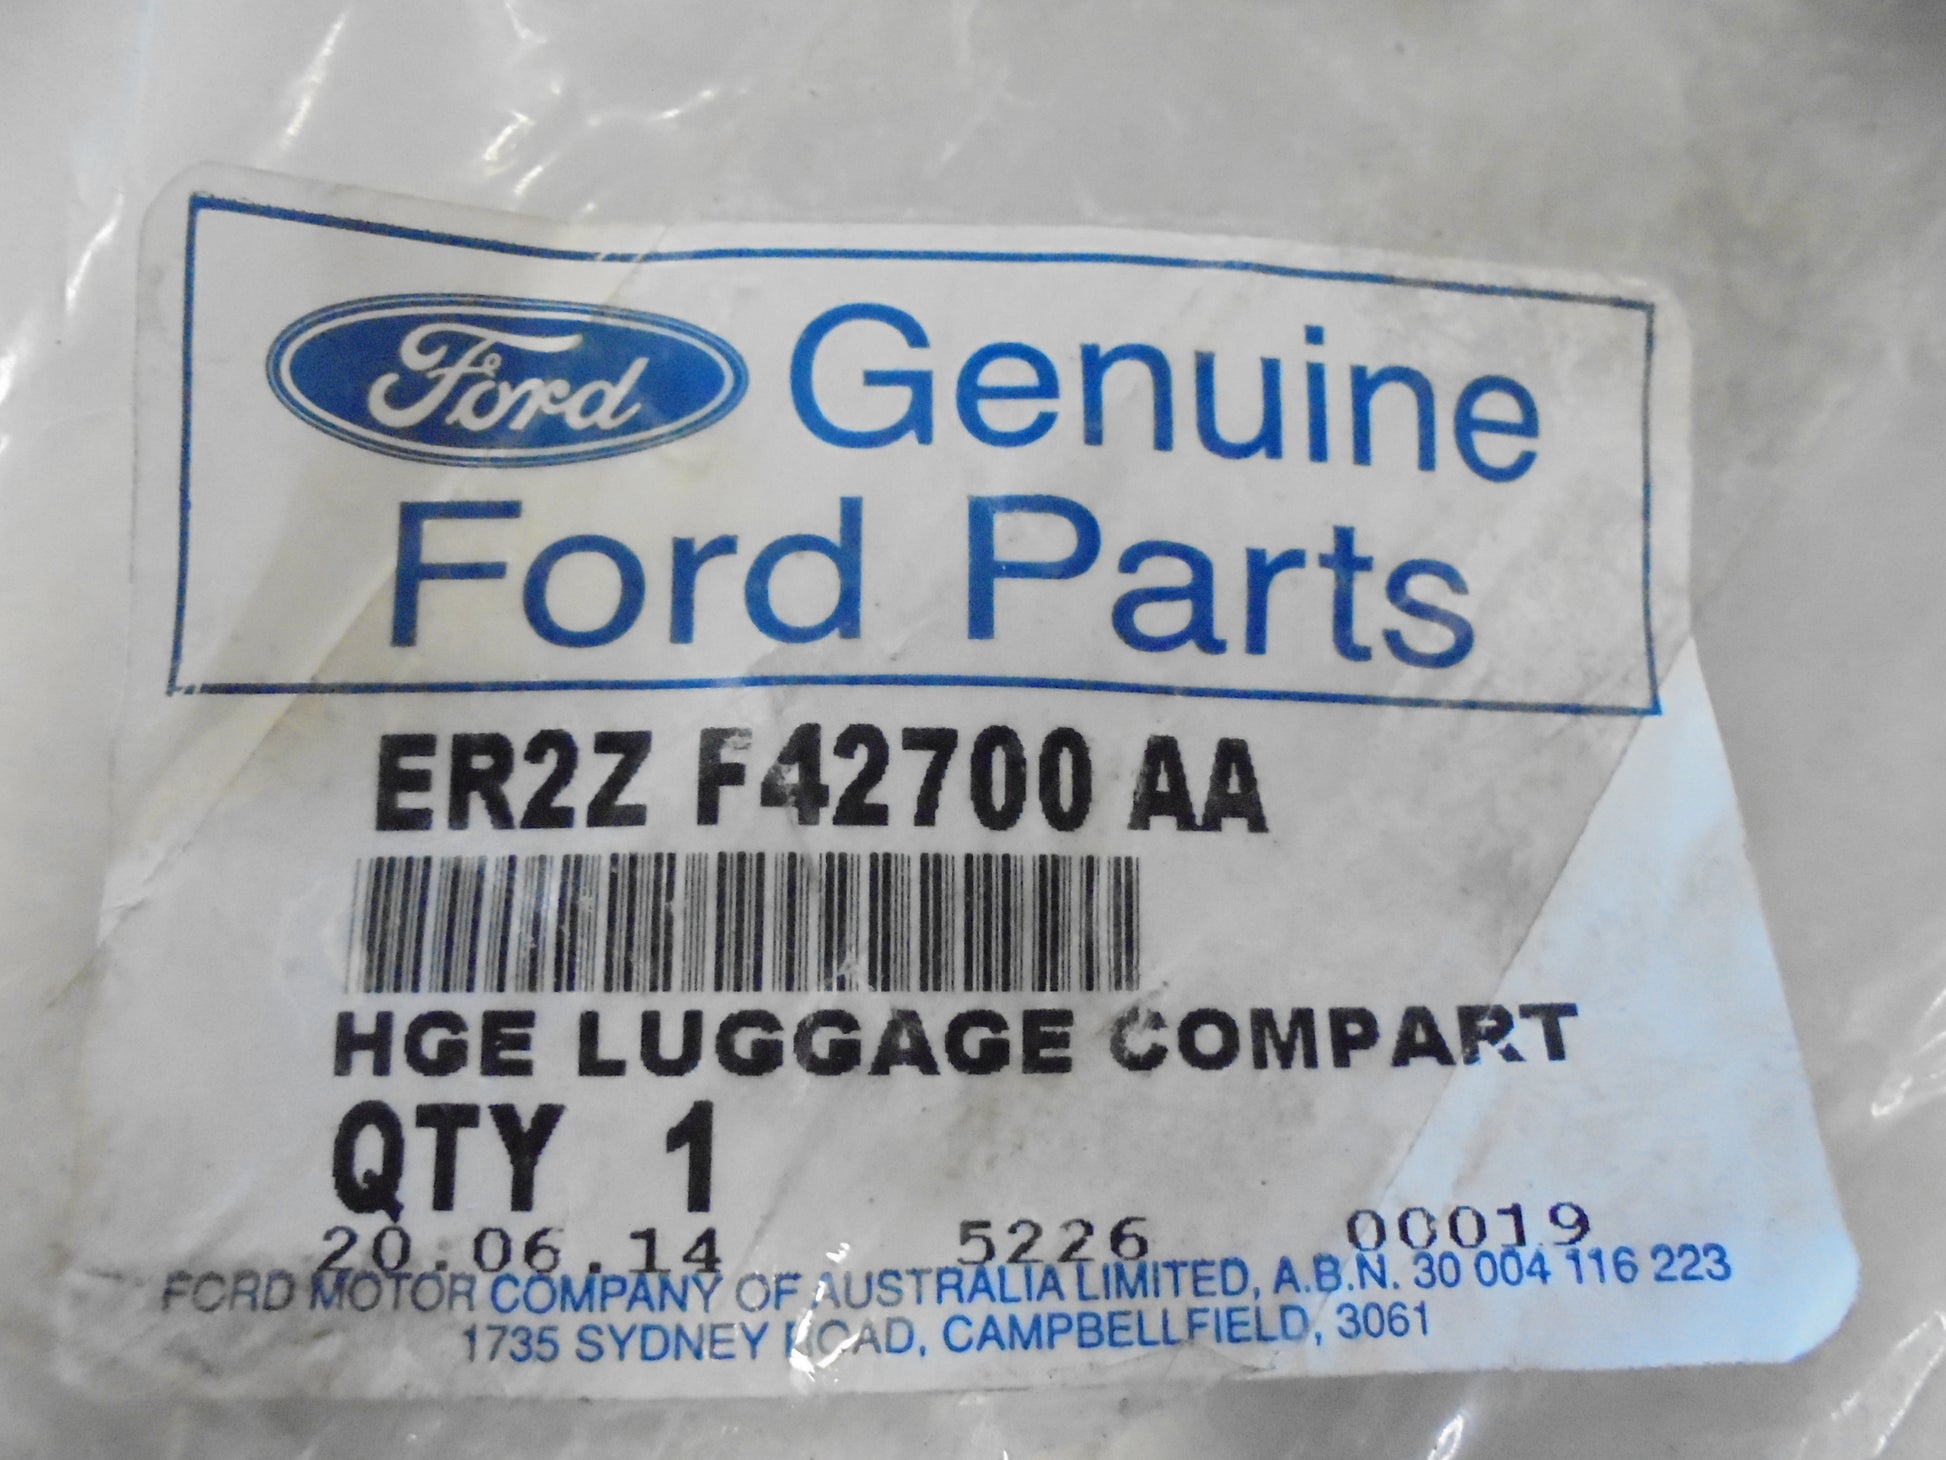 Ford Genuine
Ford Parts
ER2Z F42700 AA
HGE LUGGAGE COMPART
QTY 1
20.06.14 5226 00019
FORD MOTOR COMPANY OF AUSTRALIA LIMITED, A.B.N. 30 004 116 223
1735 SYDNEY ROAD, CAMPBELLFIELD, 3061